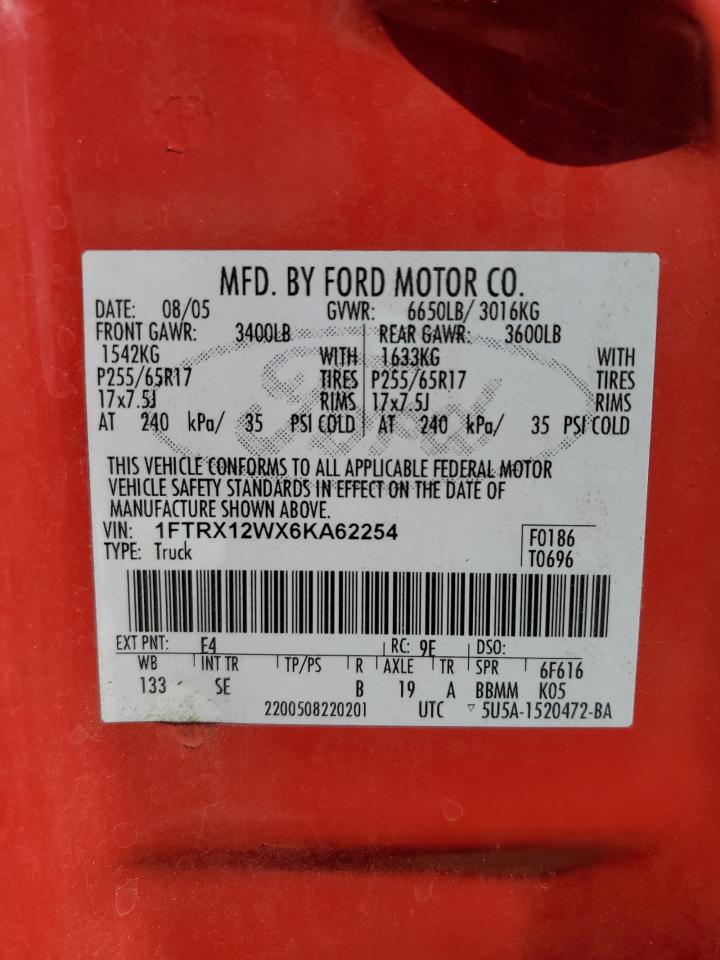 MFD. BY FORD MOTOR CO.
DATE: 08/05 GVWR: 6650LB/ 3016KG
FRONT GAWR: 3400LB REAR GAWR: 3600LB
1542KG WITH 1633KG WITH
P255/65R17 TIRES P255/65R17 TIRES
17x7.5J RIMS 17x7.5J RIMS
AT 240 kPa/ 35 PSI COLD AT 240 kPa/ 35 PSI COLD
THIS VEHICLE CONFORMS TO ALL APPLICABLE FEDERAL MOTOR
VEHICLE SAFETY STANDARDS IN EFFECT ON THE DATE OF
MANUFACTURE SHOWN ABOVE.
VIN: 1FTRX12WX6KA62254 F0186
TYPE: Truck T0696
EXT PNT: E4 RC: 9E DSO:
WB INT TR TP/PS R AXLE TR SPR 6F616
133 SE B 19 A BBMM K05
2200508220201 UTC ▽ 5U5A-1520472-BA